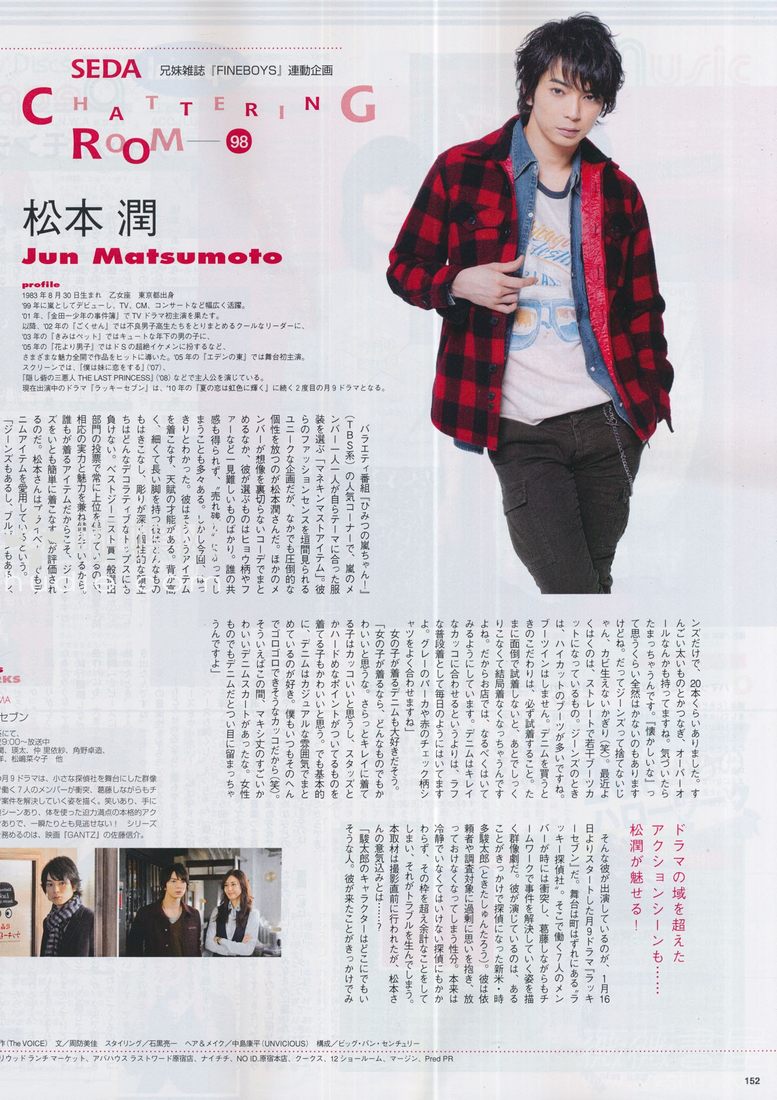 SEDA 兄妹雑誌『FINEBOYS』連動企画
CHATTERING
ROOM—98
松本 潤
Jun Matsumoto
profile
1983年8月30日生まれ 乙女座 東京都出身
'99年に嵐としてデビューし、TV、CM、コンサートなど幅広く活躍。
'01年、「金田一少年の事件簿」でTVドラマ初主演を果たす。
以降、'02年の『ごくせん』では不良男子高生たちをとりまとめるクールなリーダーに、
'03年の『きみはペット』ではキュートな年下の男の子に、
'05年の『花より男子』ではドSの超絶イケメンに扮するなど、
さまざまな魅力全開で作品をヒットに導いた。'05年の『エデンの東』では舞台初主演。
スクリーンでは、『僕は妹に恋をする』('07)、
『隠し砦の三悪人 THE LAST PRINCESS』('08)などで主人公を演じている。
現在出演中のドラマ『ラッキーセブン』は、'10年の『夏の恋は虹色に輝く』に続く2度目の月9ドラマとなる。
バラエティ番組『ひみつの嵐ちゃん！』
(TBS系)の人気コーナーで、嵐のメ
ンバー一人一人が自らテーマに合った服
装を選ぶ「マネキンマストアイテム」。彼
らのファッションセンスを垣間見られる
ユニークな企画だが、なかでも圧倒的な
個性を放つのが松本潤さんだ。ほかのメ
ンバーが想像を裏切らないコーデでまと
めるなか、彼が選ぶものはヒョウ柄やフ
ァーなど一見難しいものばかり。誰の共
感も得られず、“売れ残
まうことも多々ある。しかし今回
きりとわかった。彼は アイテム
を着こなす、天賦の才能がある。背が高
く、細くて長い脚を持つ
もはきこなし、彫りが深
ちはどんなデコラティブなトップスにも
負けない。ベストジーニスト賞一般
部門の投票で常に上位を
相応の実力と魅力を兼ね
誰もが着るアイテムだからこそ、ジ
ズをいとも簡単に着こな が評価され
るのだ。松本さんはプライベ でもデ
ニムアイテムを愛用しているという。
「ジーンズもあるし、ブル もあるし
ンズだけで、20本くらいありました。す
んごい太いものとかつなぎ、オーバーオ
ールなんかも持ってますね。気づいたら
たまっちゃうんです。『懐かしいな』っ
て思うくらい全然はかないのもあります
けどね。だってジーンズって捨てないじ
ゃん、カビ生えないかぎり(笑)。最近よ
くはくのは、ストレートで若干ブーツカ
ットになっているもの。ジーンズのとき
は、ハイカットのブーツが多いですね。
ブーツインはしません。デニムを買うと
きのこだわりは、必ず試着すること。た
まに面倒で試着しないと、あとでしっく
りこなくて結局着なくなっちゃうんです
よね。だからお店では、なるべくはいて
みるようにしています。デニムはキレイ
なカッコに合わせるというよりは、ラフ
な普段着として毎日のようにはいてます
よ。グレーのパーカや赤のチェック柄シ
ャツをよく合わせますね」
女の子が着るデニムも大好きだそう。
「女の子が着るなら、どんなものでもか
わいいと思うな。さらっとキレイに着て
る子はカッコいいと思うし、スタッズと
かハードめなポイントがついてるものを
着てる子もかわいいと思う。でも基本的
に、デニムはカジュアルな雰囲気でまと
めているのが好き。僕もいつもそのへん
でゴロゴロできそうなカッコだから(笑)。
そういえばこの間、マキシ丈のすごいか
わいいデニムスカートがあったな。女性
ものでもデニムだとつい目に留まっちゃ
うんですよ」
ドラマの域を超えた
アクションシーンも……
松潤が魅せる！
そんな彼が出演しているのが、1月16
日よりスタートした月9ドラマ『ラッキ
ーセブン』だ。舞台は町はずれにある“ラ
ッキー探偵社”。そこで働く7人のメン
バーが時には衝突し、葛藤しながらもチ
ームワークで事件を解決していく姿を描
く群像劇だ。彼が演じているのは、ある
ことがきっかけで探偵になった新米・時
多駿太郎(ときたしゅんたろう)。彼は依
頼者や調査対象に過剰に思いを抱き、放
っておけなくなってしまう性分。本来は
冷静でいなくてはいけない探偵にもかか
わらず、その枠を超え余計なことをして
しまい、それがトラブルを生んでしまう。
本取材は撮影直前に行われたが、松本さ
んの意気込みとは……？
「駿太郎のキャラクターはどこにでもい
そうな人。彼が来たことがきっかけでみ
RKS
MA
セブン
系にて、
9:00〜放送中
潤、瑛太、仲 里依紗、角野卓造、
洋、松嶋菜々子 他
の月9ドラマは、小さな探偵社を舞台にした群像
で働く7人のメンバーが衝突、葛藤しながらもチ
で案件を解決していく姿を描く。笑いあり、手に
動シーンあり、体を使った迫力満点の本格的アク
ありで、一瞬たりとも見逃せない！ シリーズ
を務めるのは、映画『GANTZ』の佐藤信介。
作(The VOICE) 文／周防美佳 スタイリング／石黒亮一 ヘア&メイク／中島康平(UNVICIOUS) 構成／ビッグ・バン・センチュリー
リウッド ランチ マーケット、アバハウス ラストワード原宿店、ナイチチ、NO ID.原宿本店、クークス、12 ショールーム、マージン、Pred PR
152